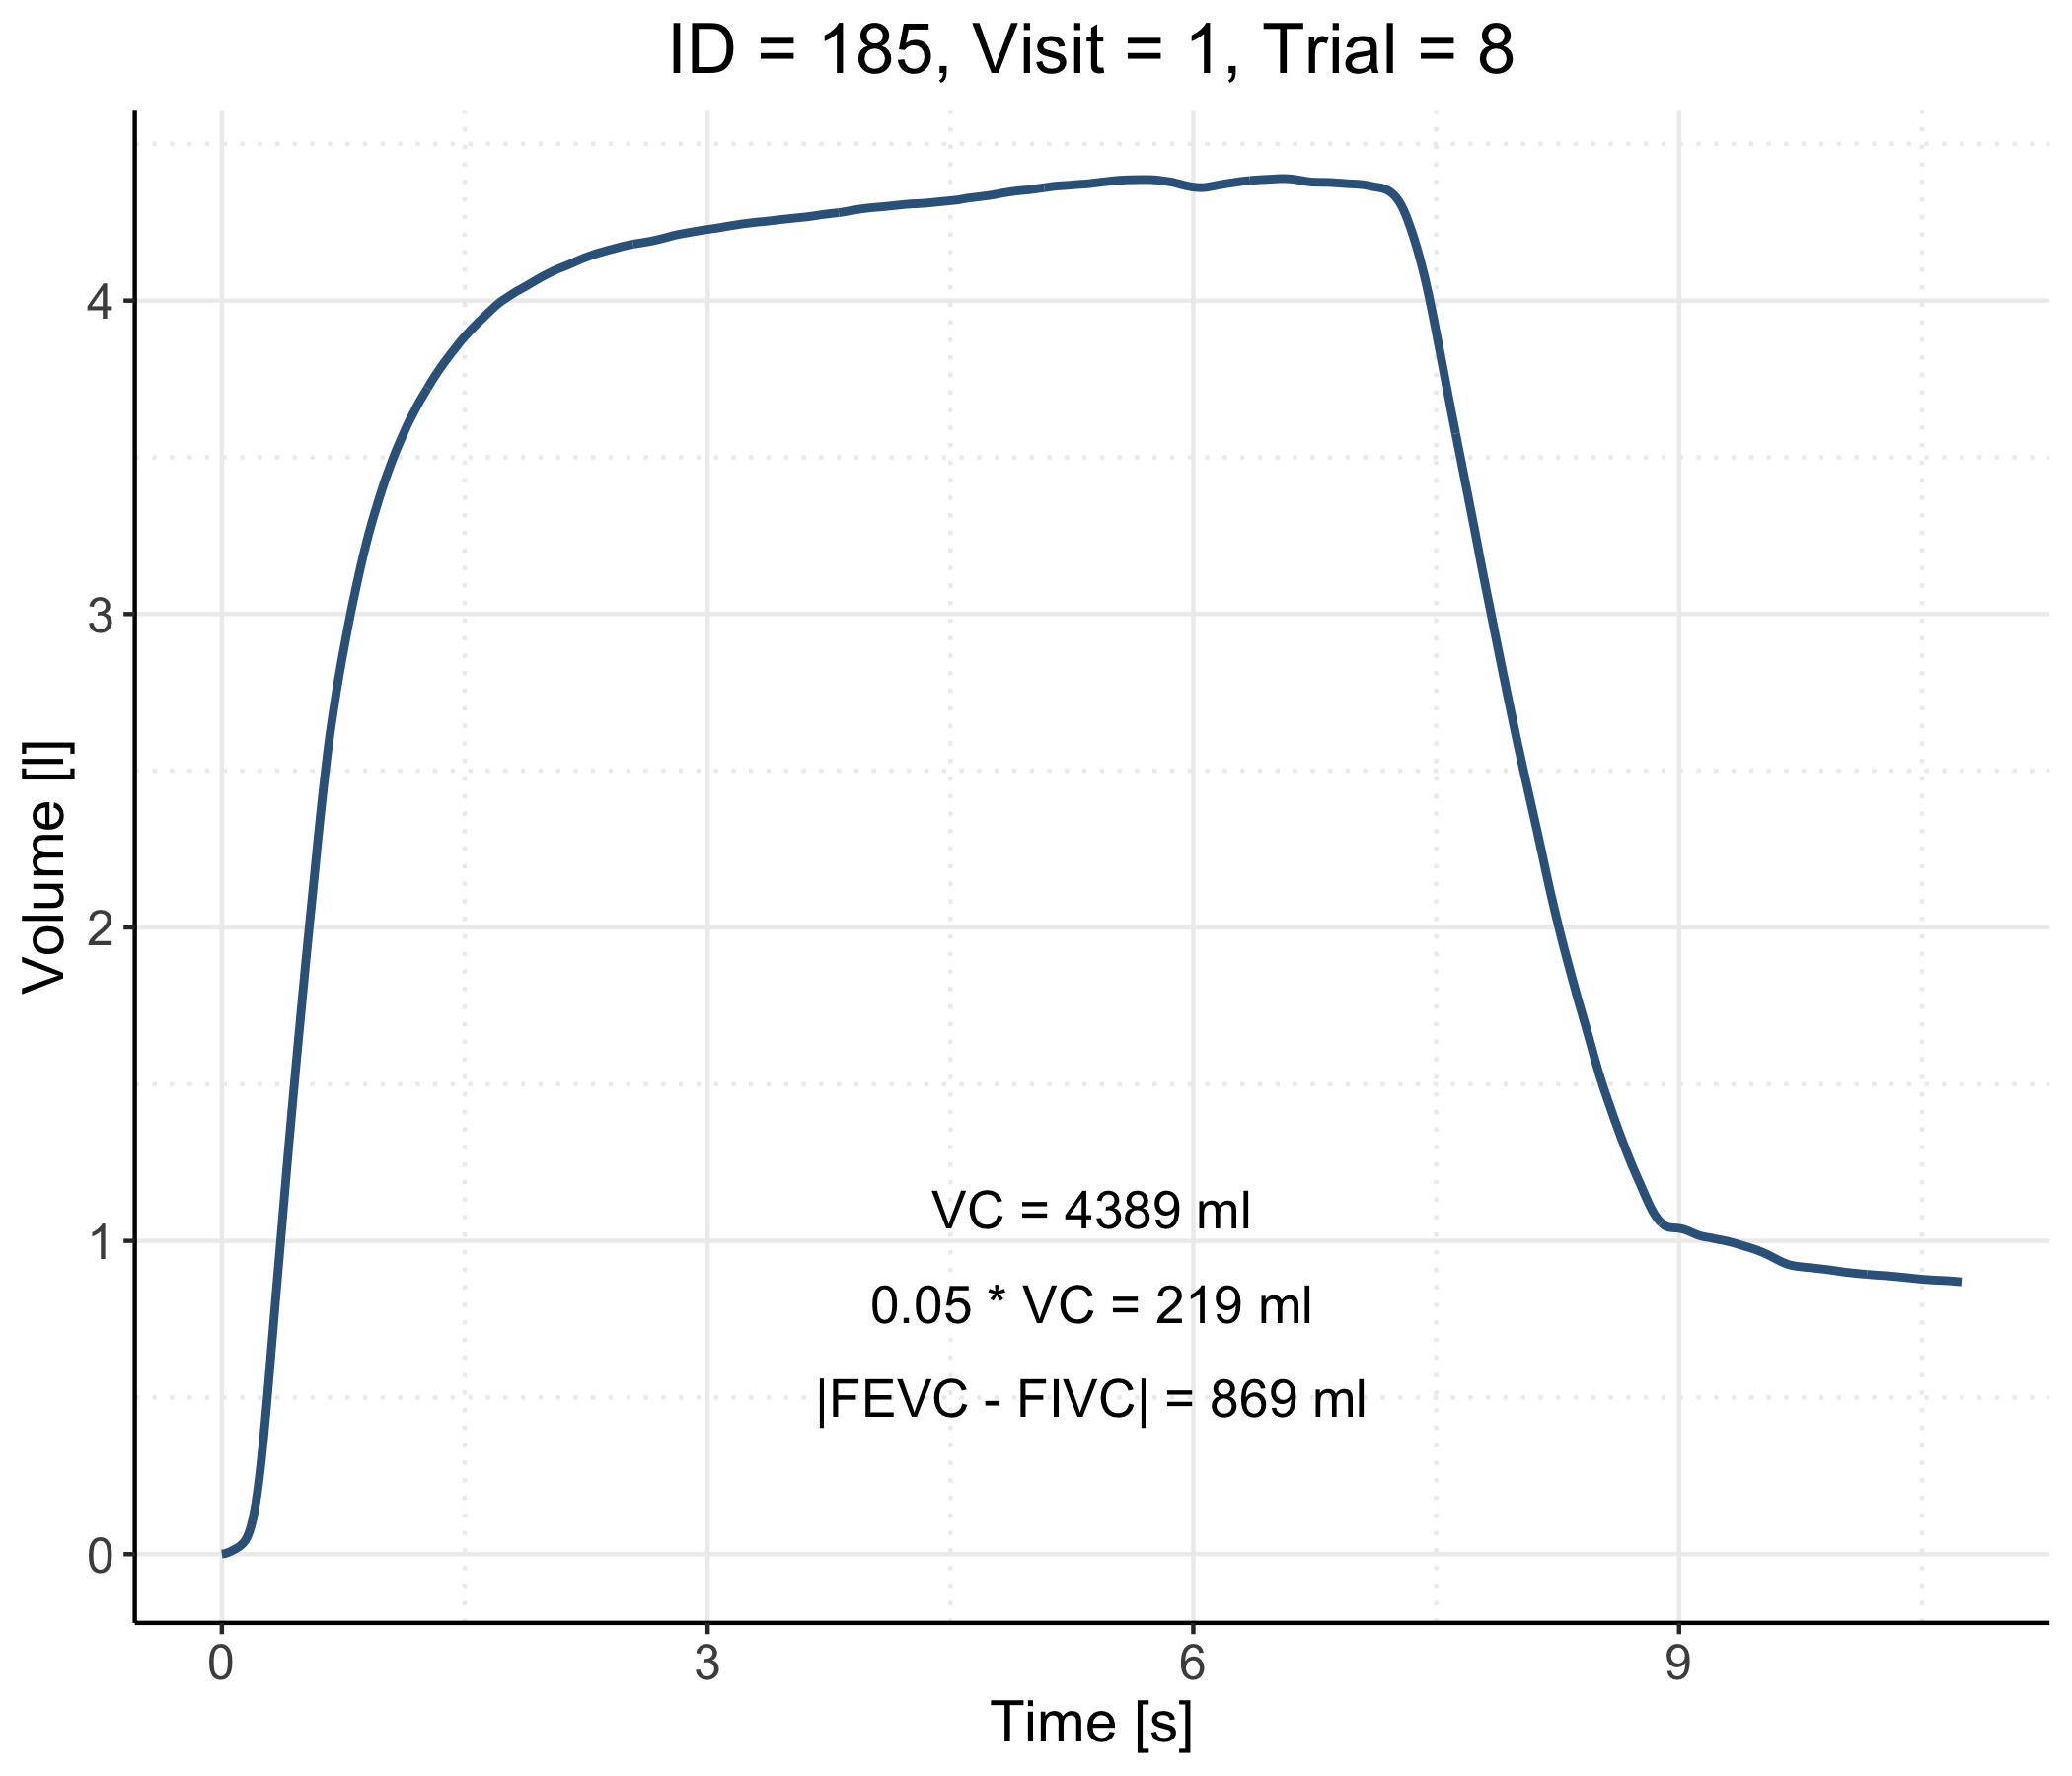 ID = 185, Visit = 1, Trial = 8
Volume [l]
4
3
2
1
0
VC = 4389 ml
0.05 * VC = 219 ml
|FEVC - FIVC| = 869 ml
0 3 6 9
Time [s]